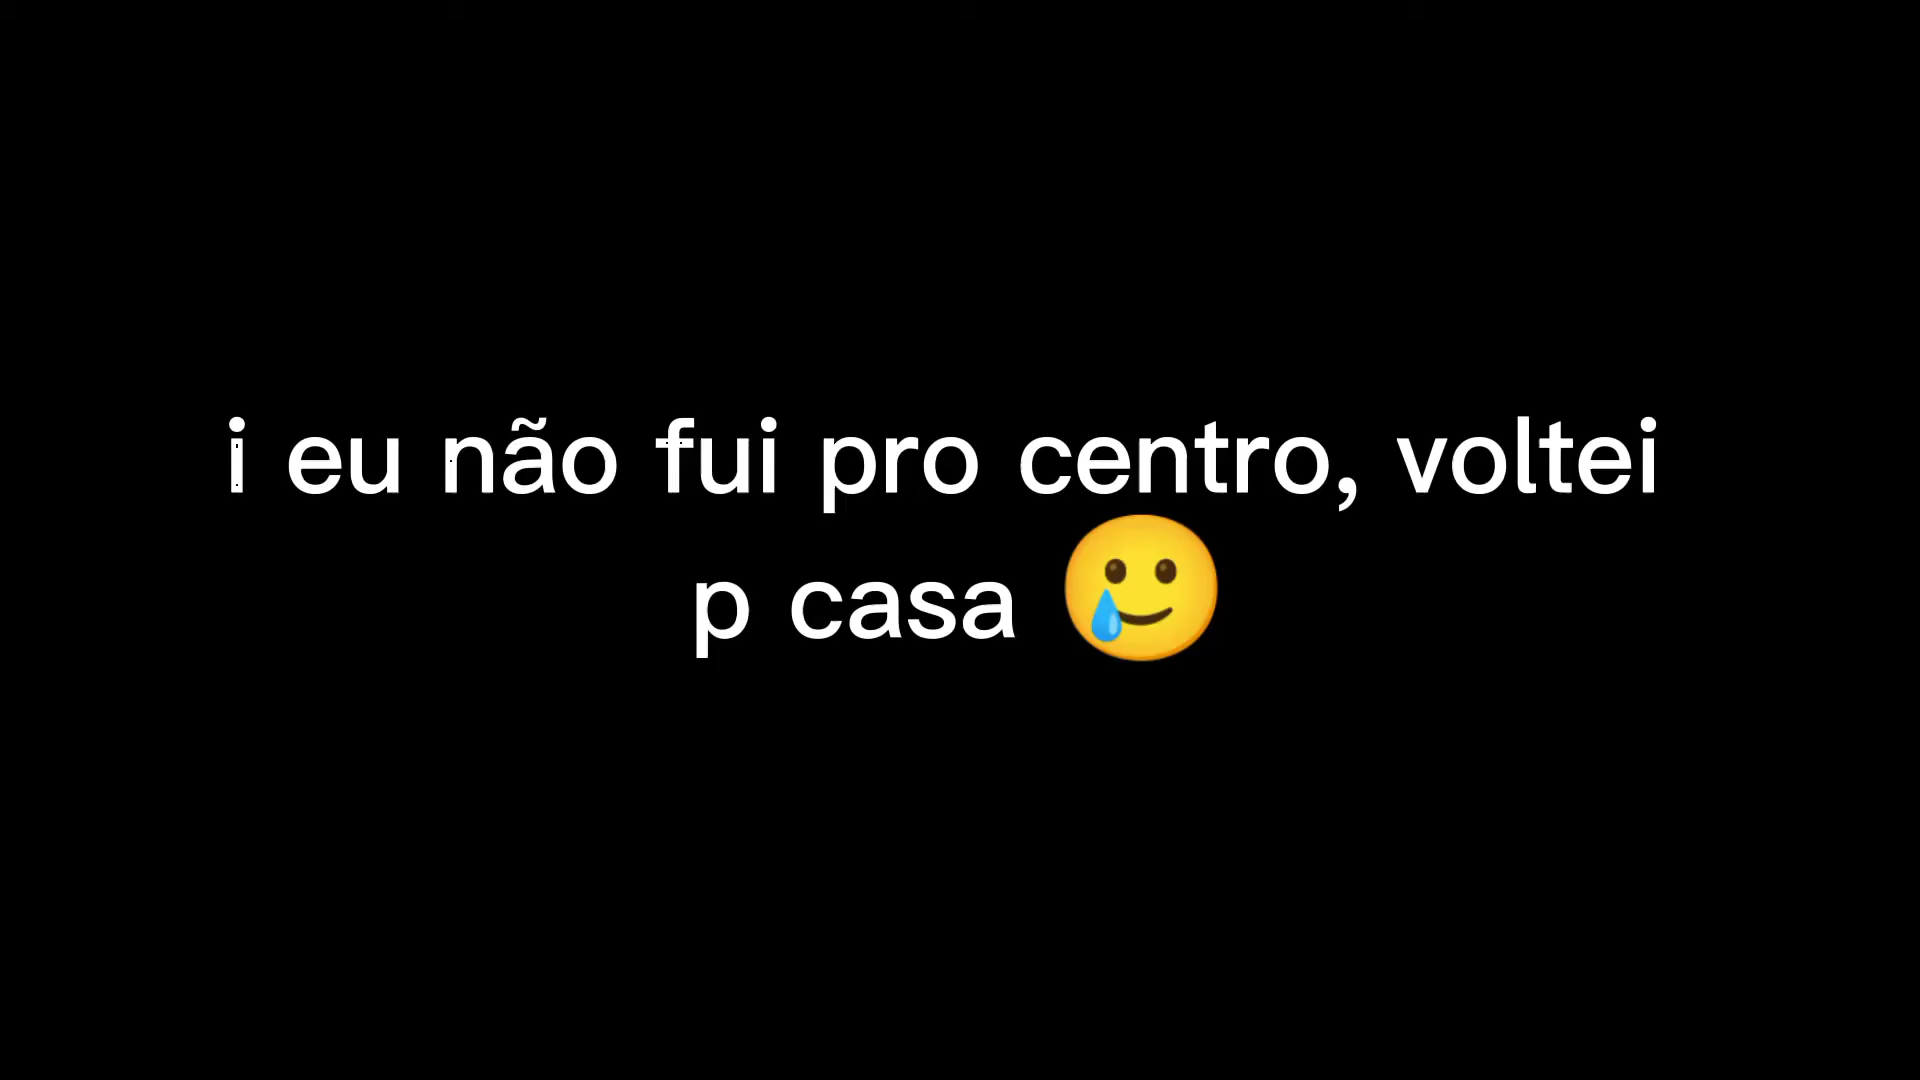 i eu não fui pro centro, voltei
p casa 🥲